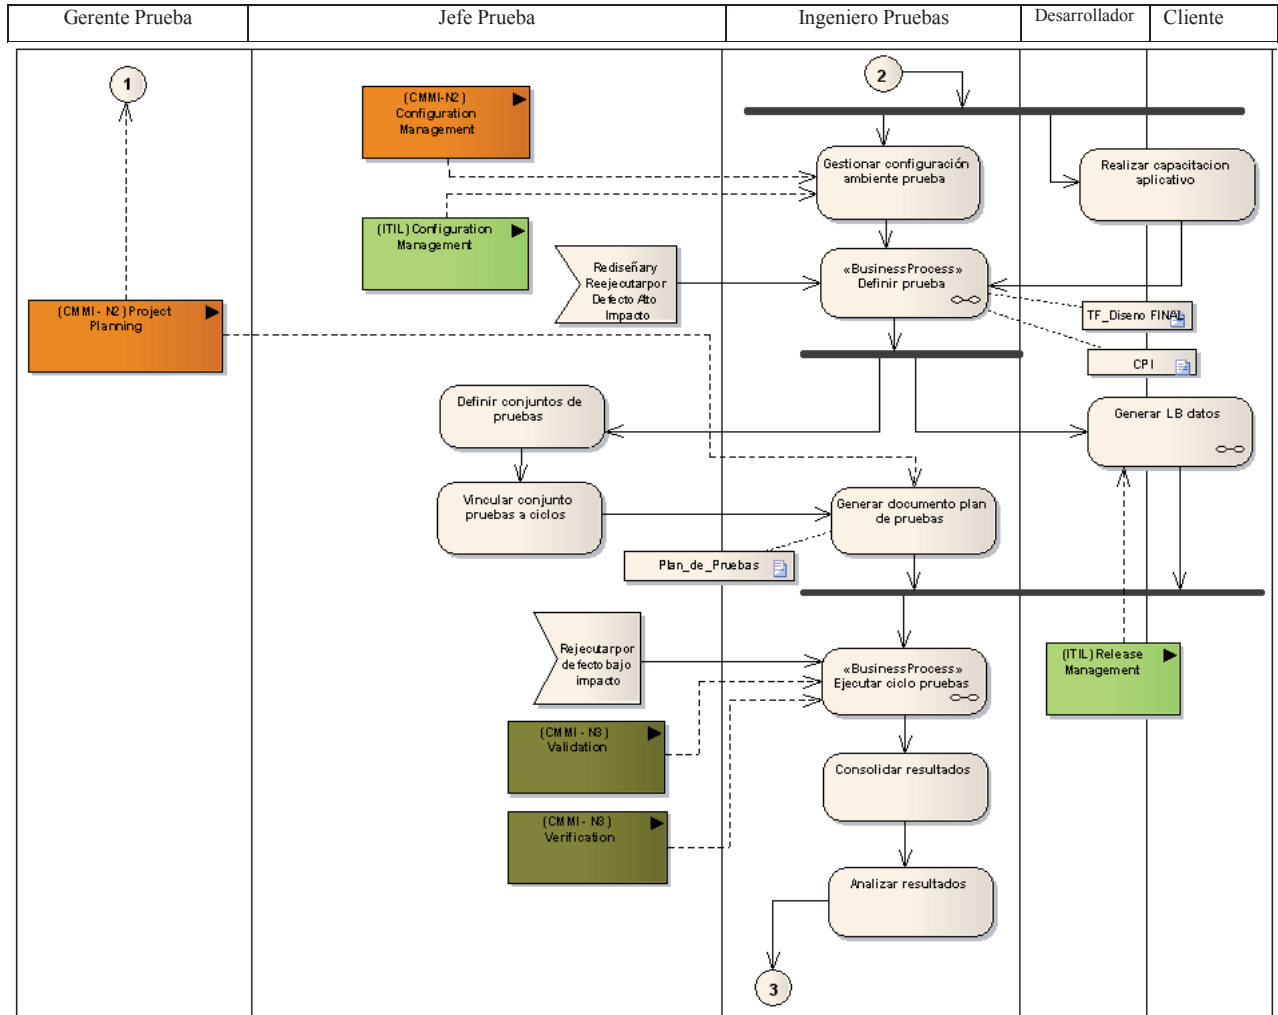 Gerente Prueba
Jefe Prueba
Ingeniero Pruebas
Desarrollador
Cliente
1
2
(CMMI-N2)
Configuration
Management
Gestionar configuración
ambiente prueba
Realizar capacitacion
aplicativo
(ITIL) Configuration
Management
Rediseñar y
Reejecutar por
Defecto Alto
Impacto
«BusinessProcess»
Definir prueba
(CMMI - N2) Project
Planning
TF_Diseno FINAL
CPI
Definir conjuntos de
pruebas
Generar LB datos
Vincular conjunto
pruebas a ciclos
Generar documento plan
de pruebas
Plan_de_Pruebas
Rejecutar por
defecto bajo
impacto
«BusinessProcess»
Ejecutar ciclo pruebas
(ITIL) Release
Management
(CMMI - N3)
Validation
Consolidar resultados
(CMMI - N3)
Verification
Analizar resultados
3